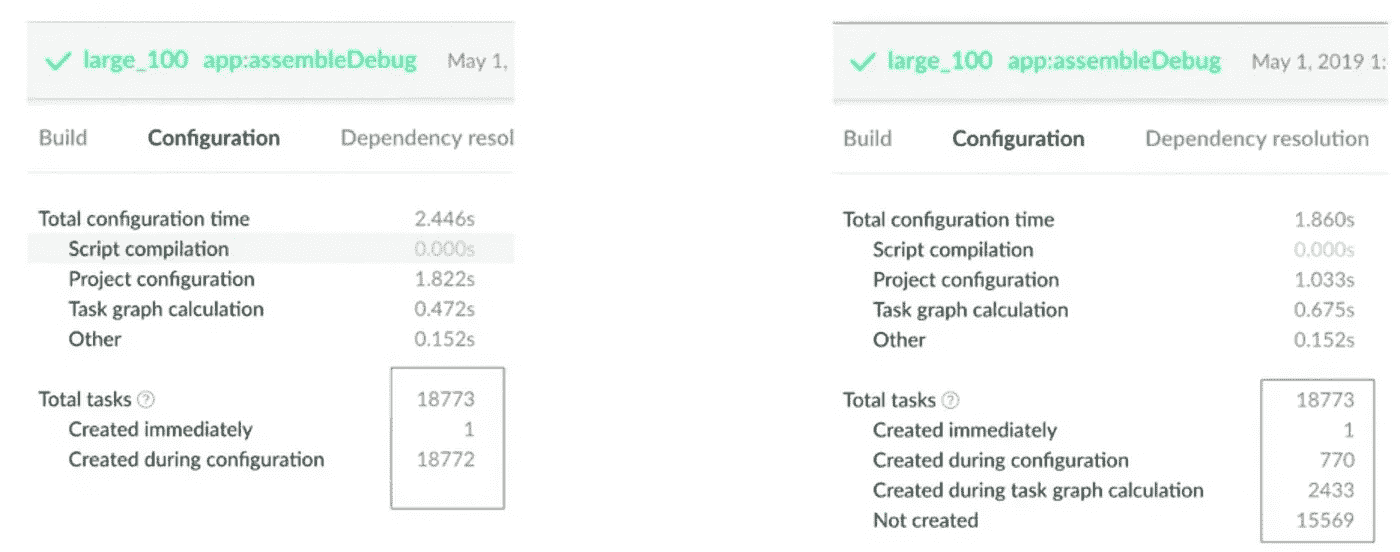 large_100 app:assembleDebug May 1,
Build Configuration Dependency resol
Total configuration time 2.446s
Script compilation 0.000s
Project configuration 1.822s
Task graph calculation 0.472s
Other 0.152s
Total tasks ? 18773
Created immediately 1
Created during configuration 18772
large_100 app:assembleDebug May 1, 2019 1:
Build Configuration Dependency resolution
Total configuration time 1.860s
Script compilation 0.000s
Project configuration 1.033s
Task graph calculation 0.675s
Other 0.152s
Total tasks ? 18773
Created immediately 1
Created during configuration 770
Created during task graph calculation 2433
Not created 15569